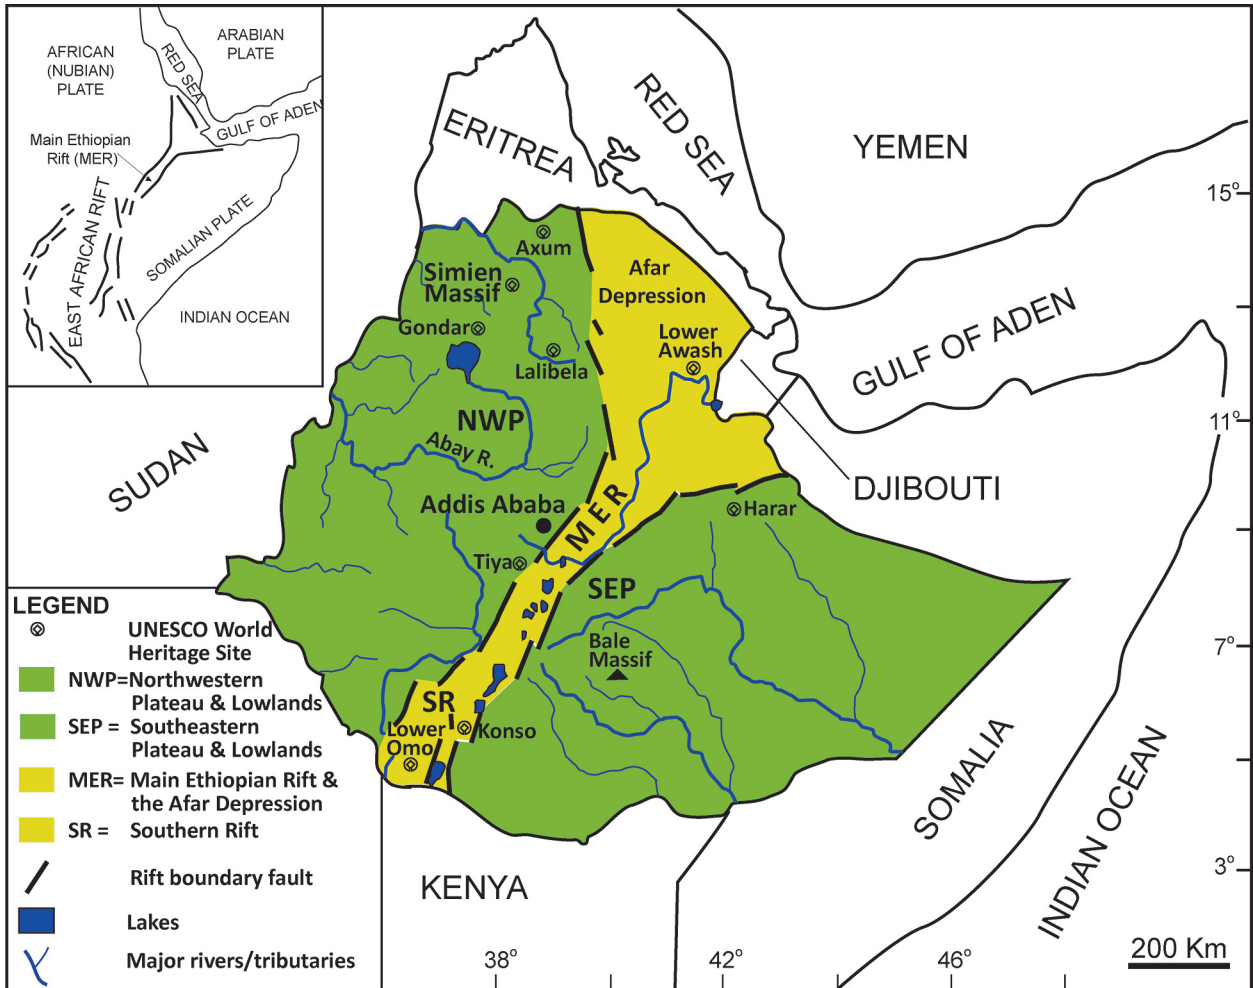 AFRICAN
(NUBIAN)
PLATE
ARABIAN
PLATE
RED SEA
GULF OF ADEN
Main Ethiopian
Rift (MER)
EAST AFRICAN RIFT
SOMALIAN PLATE
INDIAN OCEAN
ERITREA
RED SEA
YEMEN
15°
Axum
Simien
Massif
Afar
Depression
Gondar
Lower
Awash
Lalibela
GULF OF ADEN
NWP
11°
Abay R.
SUDAN
DJIBOUTI
Addis Ababa
MER
Harar
Tiya
SEP
Bale
Massif
7°
SR
Lower
Omo
Konso
SOMALIA
INDIAN OCEAN
KENYA
3°
38°
42°
46°
200 Km
LEGEND
UNESCO World
Heritage Site
NWP=Northwestern
Plateau & Lowlands
SEP = Southeastern
Plateau & Lowlands
MER= Main Ethiopian Rift &
the Afar Depression
SR = Southern Rift
Rift boundary fault
Lakes
Major rivers/tributaries